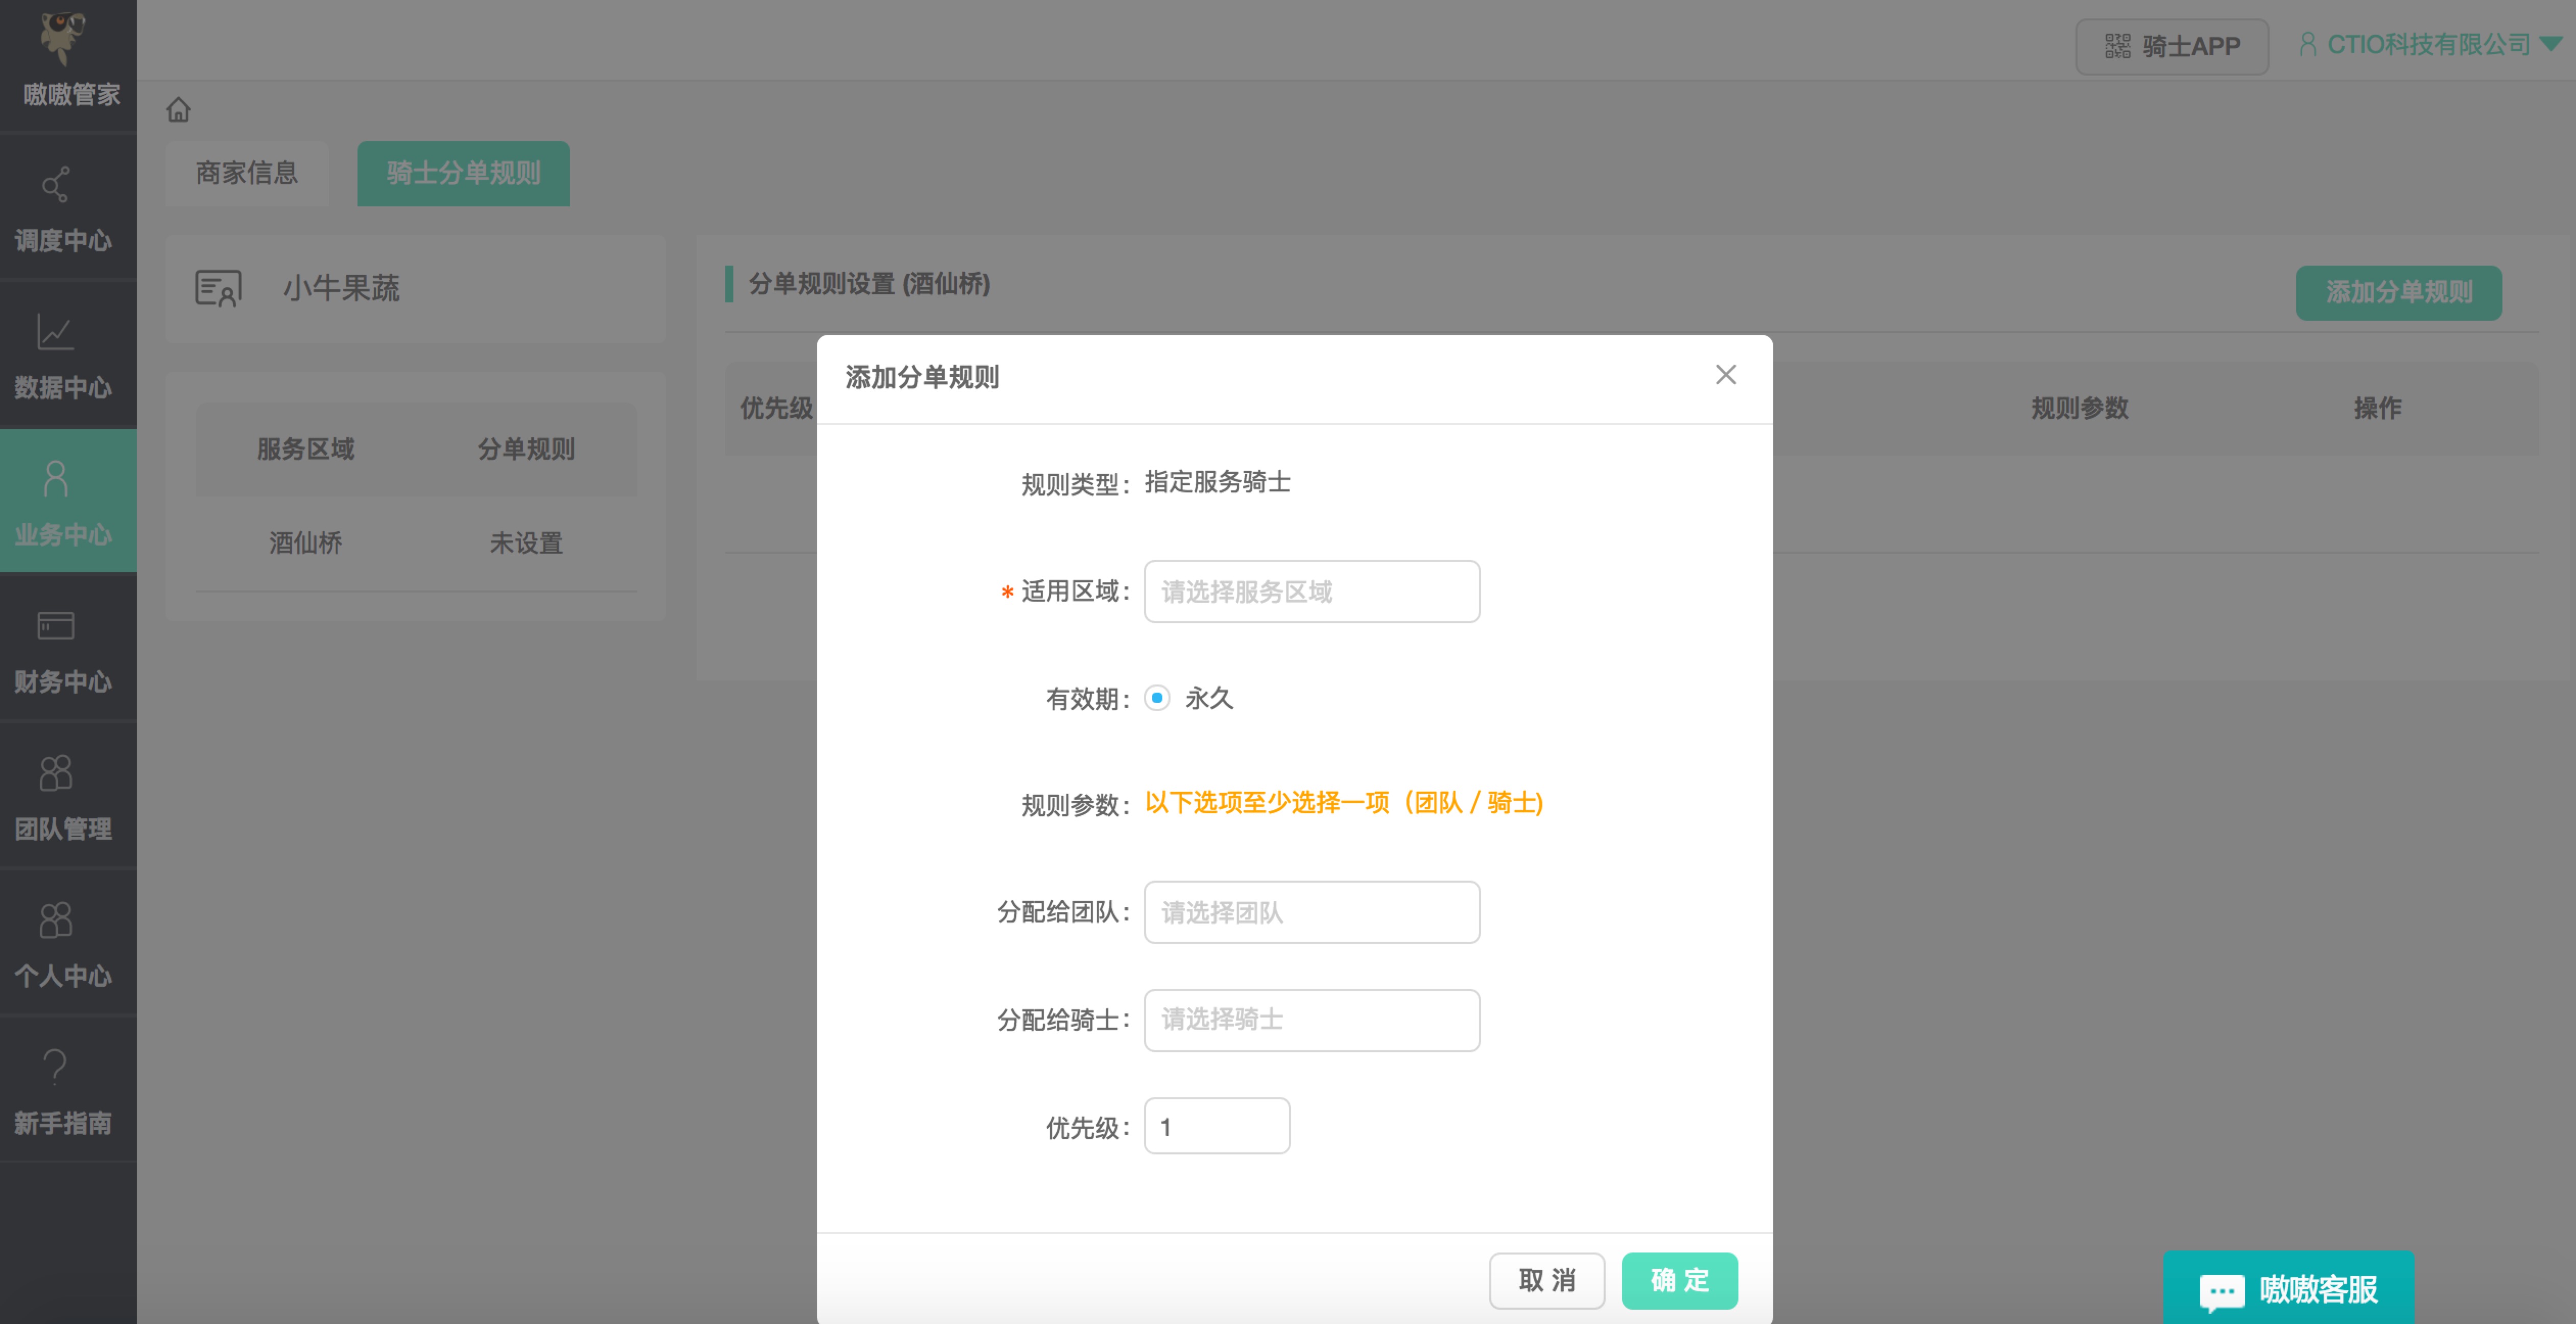 嗷嗷管家
骑士APP
CTIO科技有限公司
商家信息
骑士分单规则
调度中心
数据中心
业务中心
财务中心
团队管理
个人中心
新手指南
小牛果蔬
服务区域 分单规则
酒仙桥 未设置
分单规则设置 (酒仙桥)
添加分单规则
优先级 规则参数 操作
添加分单规则
规则类型: 指定服务骑士
* 适用区域: 请选择服务区域
有效期: 永久
规则参数: 以下选项至少选择一项（团队 / 骑士)
分配给团队: 请选择团队
分配给骑士: 请选择骑士
优先级: 1
取 消 确 定
嗷嗷客服